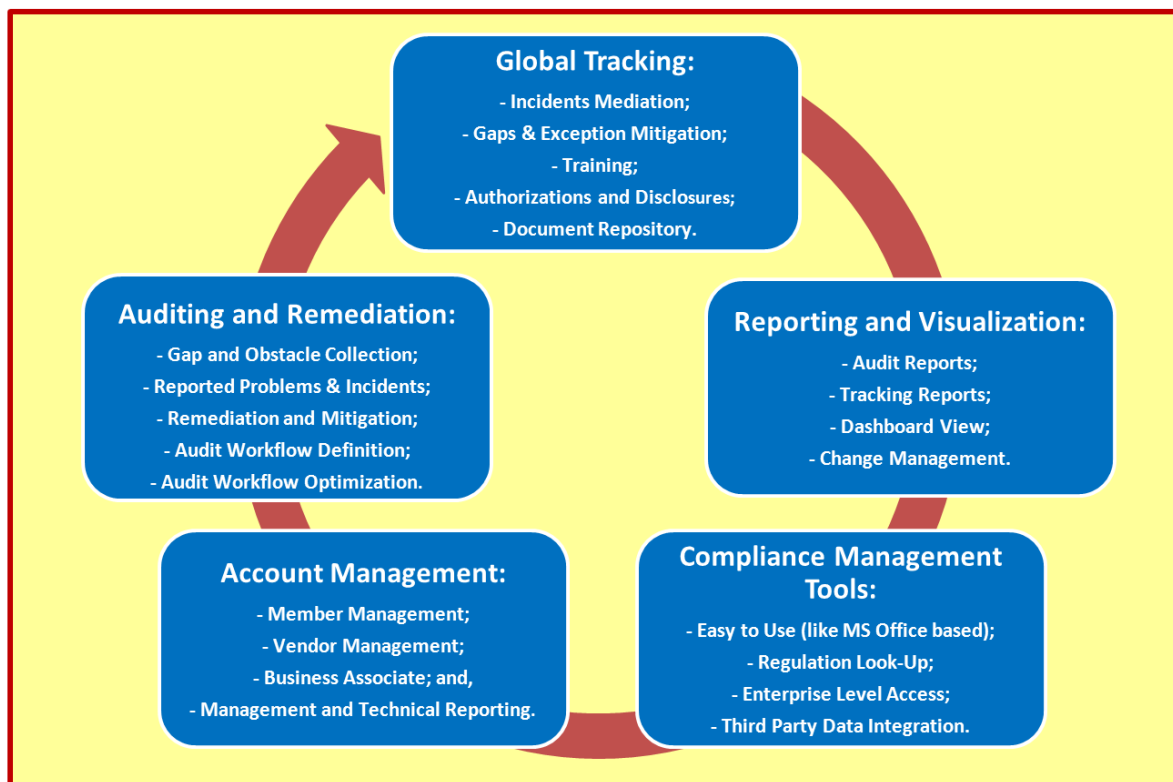 Global Tracking:
- Incidents Mediation;
- Gaps & Exception Mitigation;
- Training;
- Authorizations and Disclosures;
- Document Repository.
Reporting and Visualization:
- Audit Reports;
- Tracking Reports;
- Dashboard View;
- Change Management.
Compliance Management
Tools:
- Easy to Use (like MS Office based);
- Regulation Look-Up;
- Enterprise Level Access;
- Third Party Data Integration.
Account Management:
- Member Management;
- Vendor Management;
- Business Associate; and,
- Management and Technical Reporting.
Auditing and Remediation:
- Gap and Obstacle Collection;
- Reported Problems & Incidents;
- Remediation and Mitigation;
- Audit Workflow Definition;
- Audit Workflow Optimization.